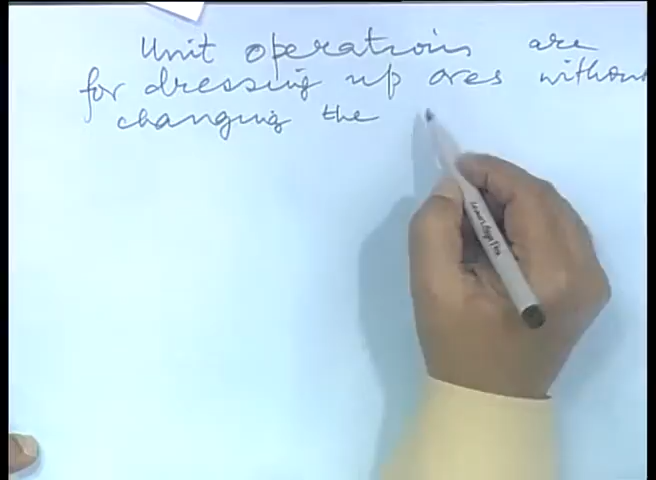 Unit operations are
for dressing up ores without
changing the